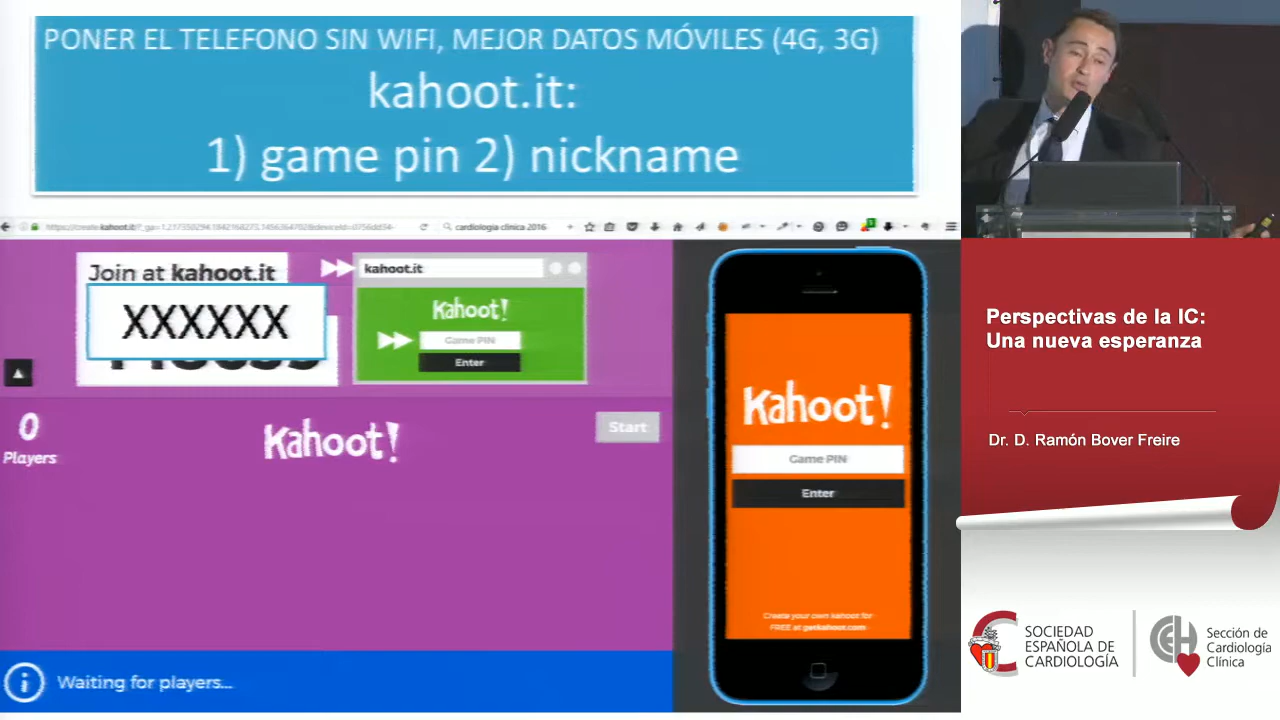 PONER EL TELEFONO SIN WIFI, MEJOR DATOS MÓVILES (4G, 3G)
kahoot.it:
1) game pin 2) nickname
cardiologia clinica 2016
Join at kahoot.it
XXXXXX
kahoot.it
Kahoot!
Game PIN
Enter
0
Players
Kahoot!
Start
Waiting for players...
Kahoot!
Game PIN
Enter
Create your own kahoot for
FREE at getkahoot.com
Perspectivas de la IC:
Una nueva esperanza
Dr. D. Ramón Bover Freire
SOCIEDAD
ESPAÑOLA DE
CARDIOLOGÍA
Sección de
Cardiología
Clínica